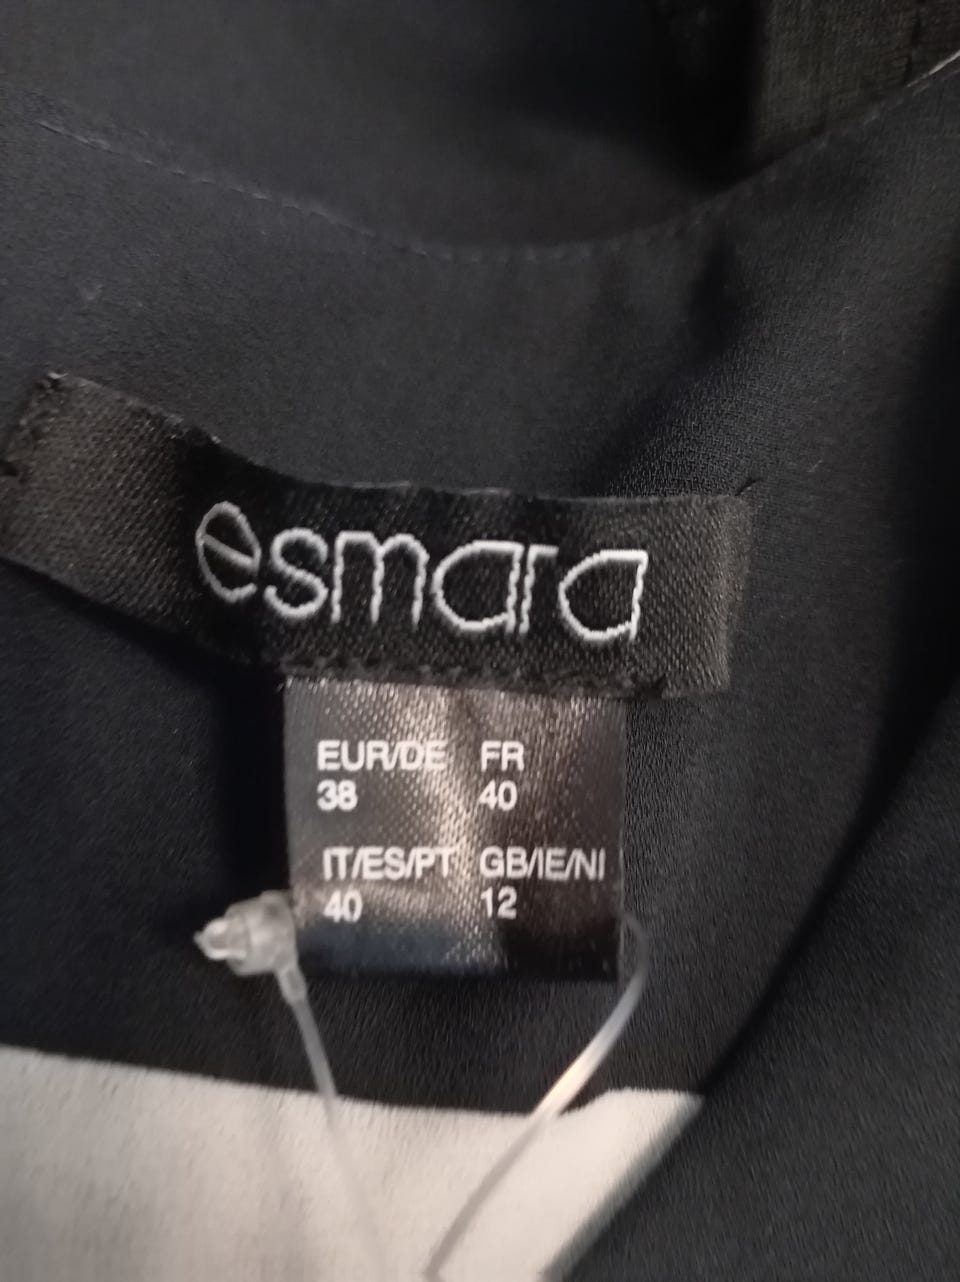 esmara
EUR/DE FR
38 40
IT/ES/PT GB/IE/NI
40 12